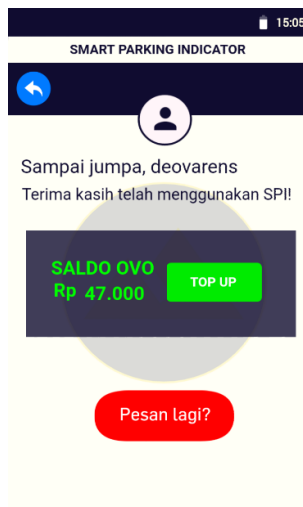 15:05
SMART PARKING INDICATOR
Sampai jumpa, deovarens
Terima kasih telah menggunakan SPI!
SALDO OVO
Rp 47.000
TOP UP
Pesan lagi?